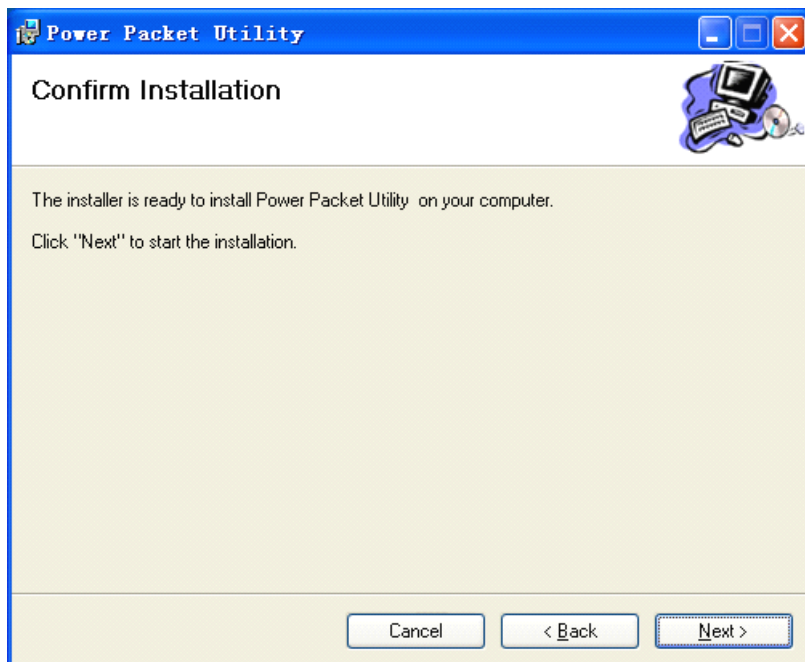 Power Packet Utility
Confirm Installation
The installer is ready to install Power Packet Utility  on your computer.
Click "Next" to start the installation.
Cancel
< Back
Next >